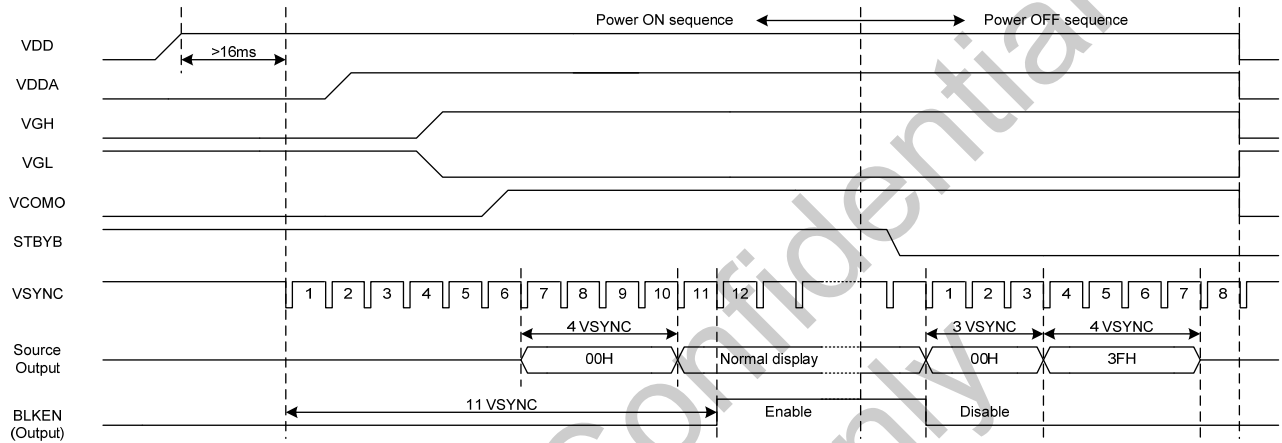 Power ON sequence
Power OFF sequence
VDD
>16ms
VDDA
VGH
VGL
VCOMO
STBYB
VSYNC
1 2 3 4 5 6 7 8 9 10 11 12
1 2 3 4 5 6 7 8
4 VSYNC
3 VSYNC
4 VSYNC
Source
Output
00H
Normal display
00H
3FH
11 VSYNC
BLKEN
(Output)
Enable
Disable
Confidential
only